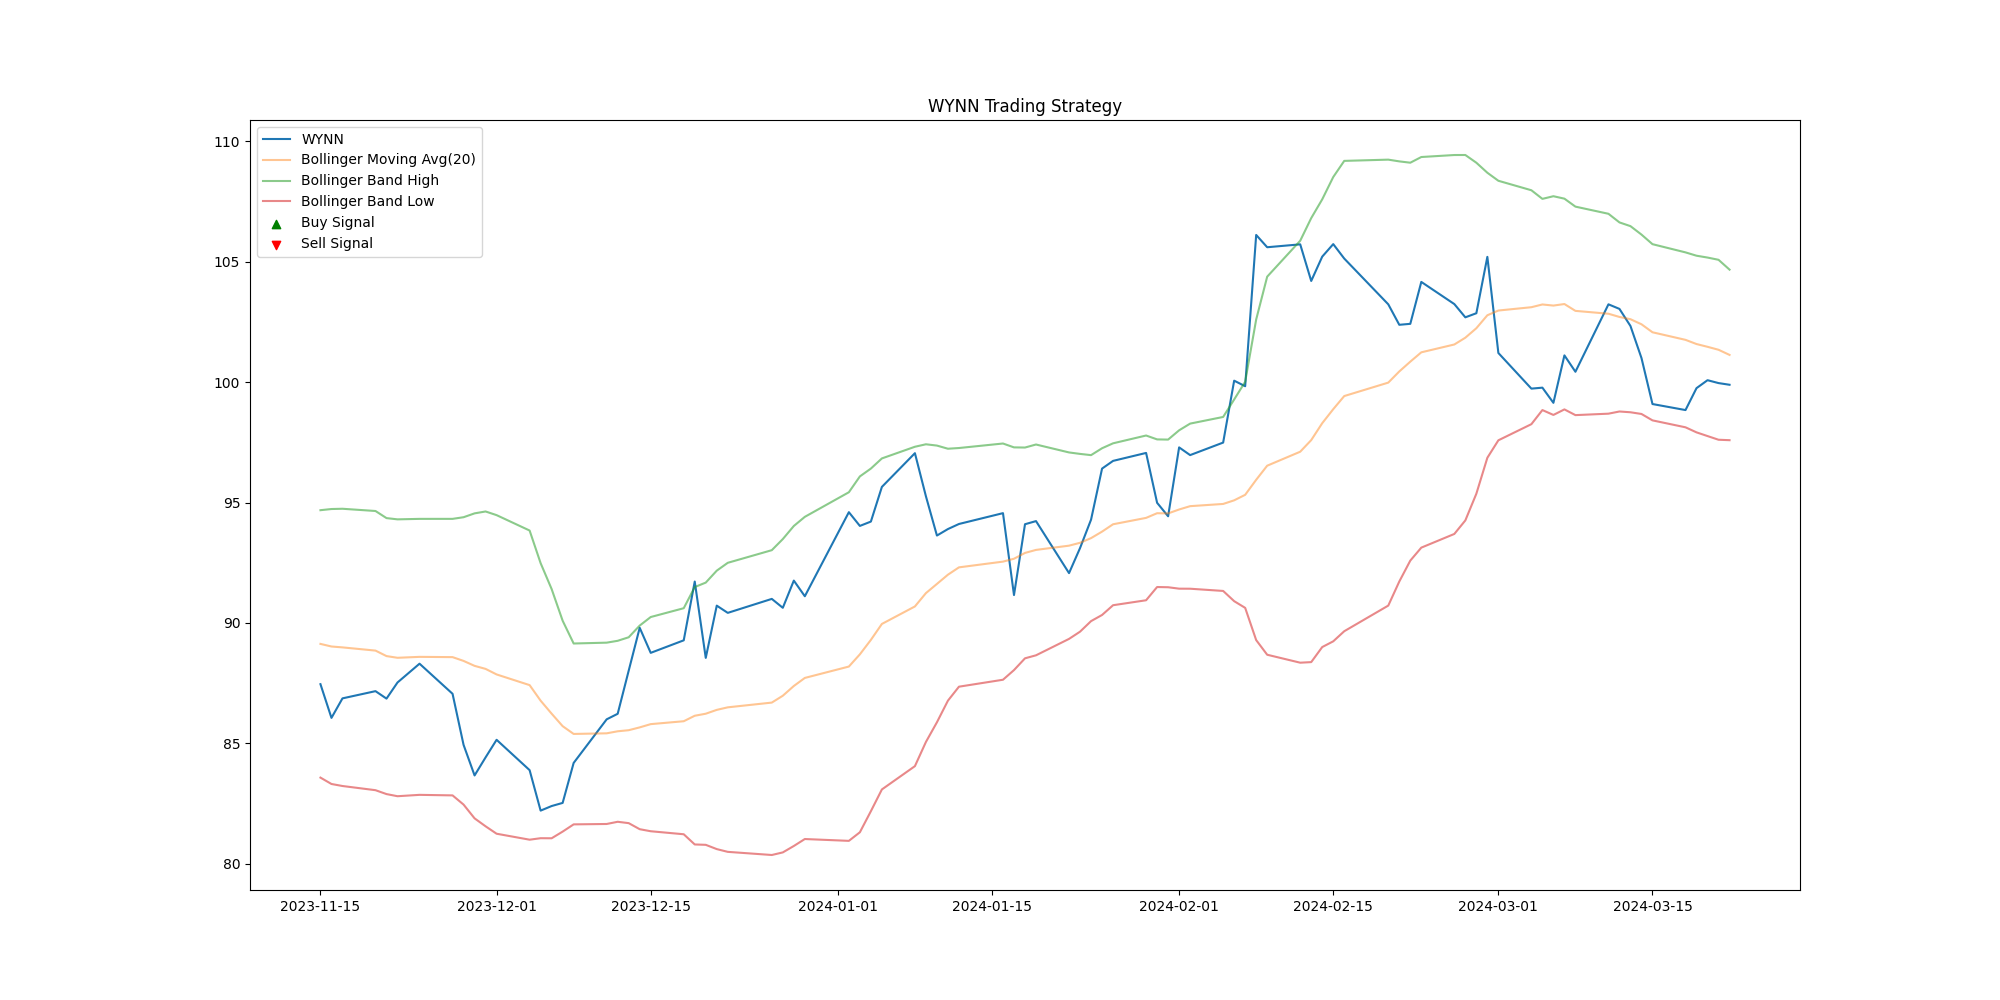 WYNN Trading Strategy
WYNN
Bollinger Moving Avg(20)
Bollinger Band High
Bollinger Band Low
Buy Signal
Sell Signal
110
105
100
95
90
85
80
2023-11-15 2023-12-01 2023-12-15 2024-01-01 2024-01-15 2024-02-01 2024-02-15 2024-03-01 2024-03-15